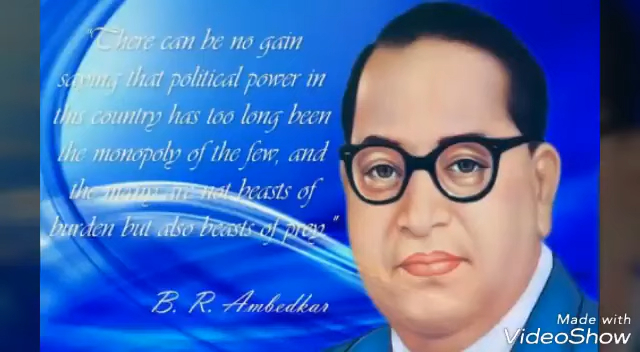 "There can be no gain
saying that political power in
this country has too long been
the monopoly of the few, and
the many are not beasts of
burden but also beasts of prey."
B. R. Ambedkar
Made with
VideoShow